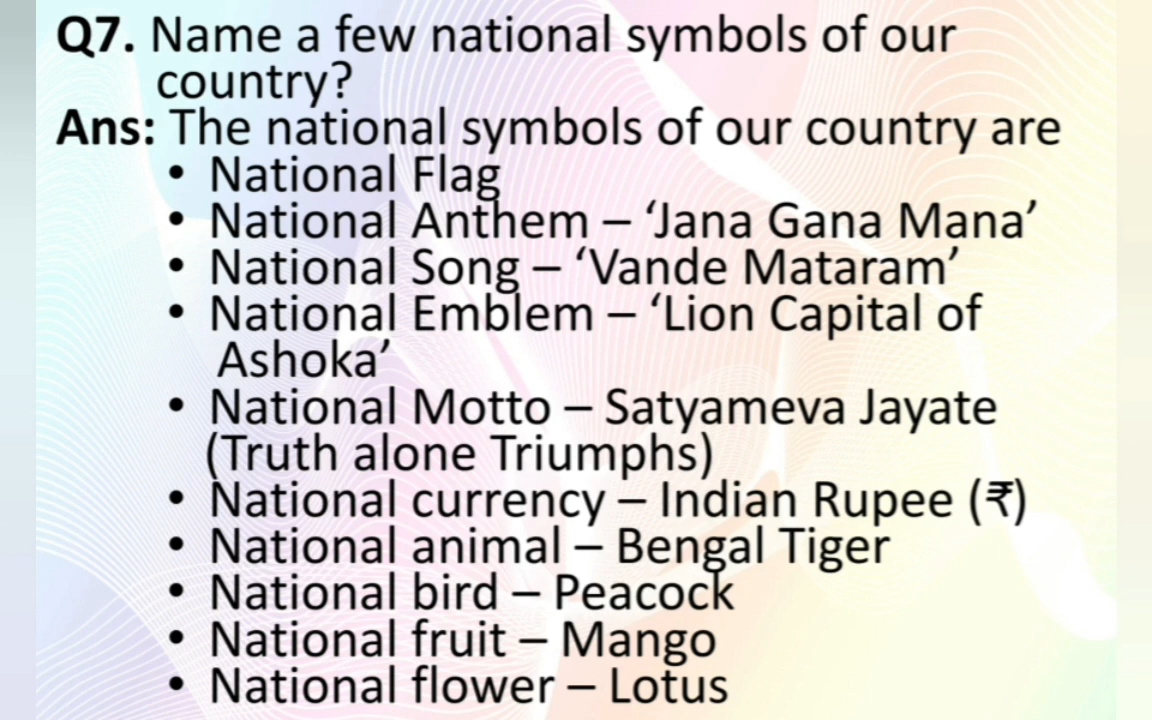 Q7. Name a few national symbols of our
country?
Ans: The national symbols of our country are
• National Flag
• National Anthem – ‘Jana Gana Mana’
• National Song – ‘Vande Mataram’
• National Emblem – ‘Lion Capital of
Ashoka’
• National Motto – Satyameva Jayate
(Truth alone Triumphs)
• National currency – Indian Rupee (₹)
• National animal – Bengal Tiger
• National bird – Peacock
• National fruit – Mango
• National flower – Lotus